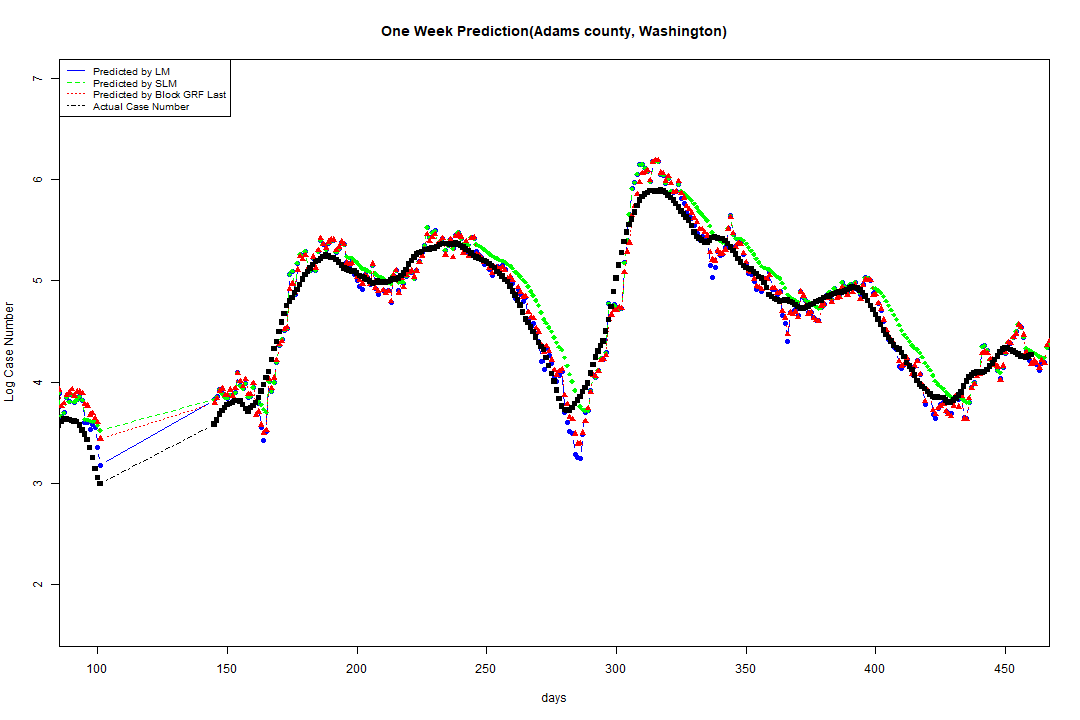 One Week Prediction(Adams county, Washington)
Predicted by LM
Predicted by SLM
Predicted by Block GRF Last
Actual Case Number
7
6
5
4
3
2
Log Case Number
100 150 200 250 300 350 400 450
days